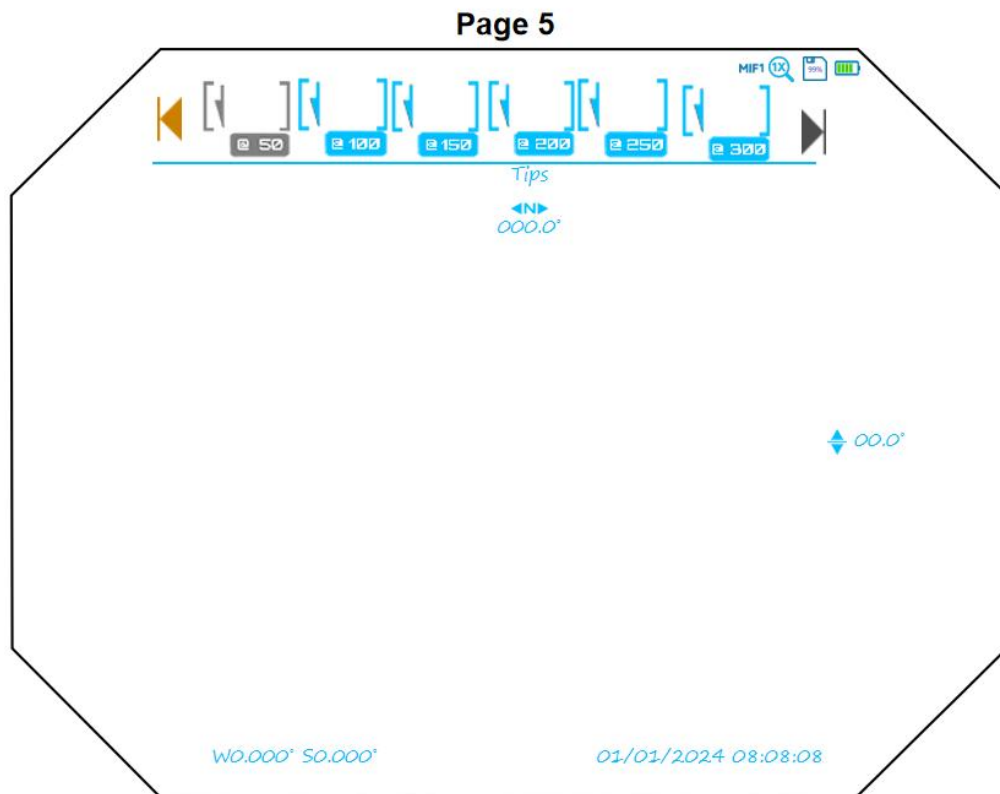 Page 5
MIF1 1X 99%
@ 50 @ 100 @ 150 @ 200 @ 250 @ 300
Tips
N
000.0°
00.0°
W0.000° S0.000° 01/01/2024 08:08:08